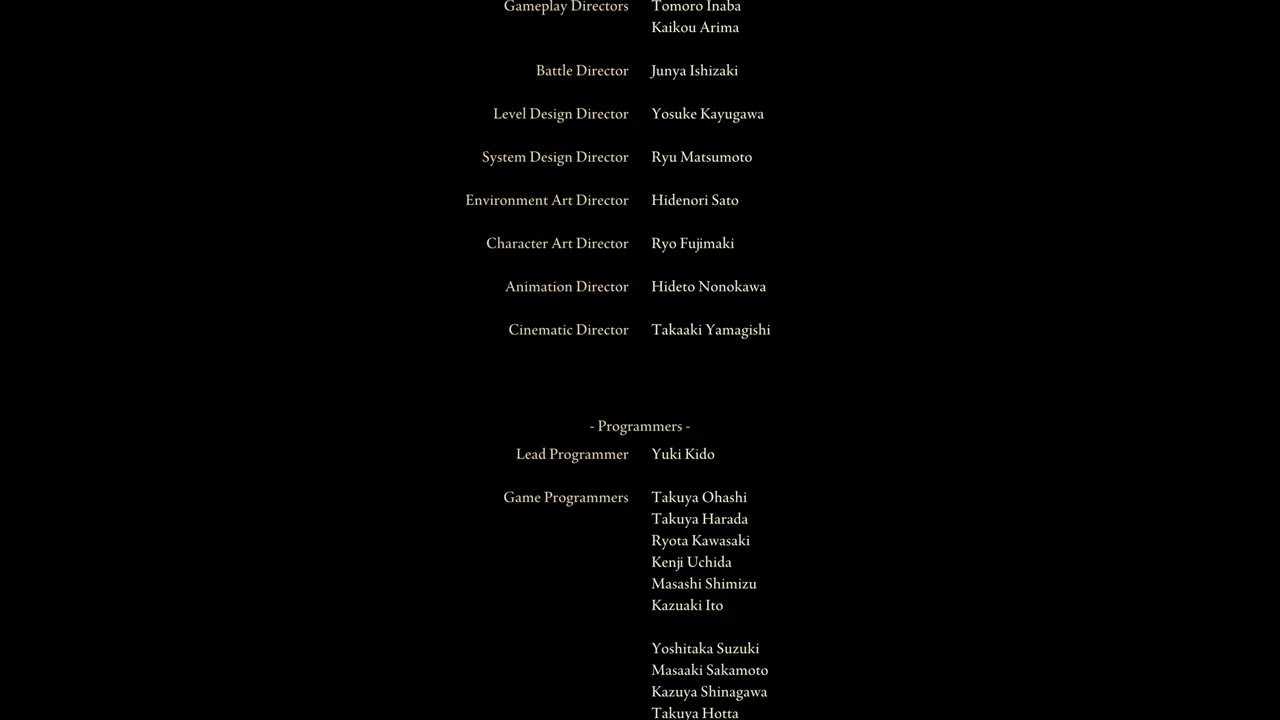 Gameplay Directors Tomoro Inaba
Kaikou Arima
Battle Director Junya Ishizaki
Level Design Director Yosuke Kayugawa
System Design Director Ryu Matsumoto
Environment Art Director Hidenori Sato
Character Art Director Ryo Fujimaki
Animation Director Hideto Nonokawa
Cinematic Director Takaaki Yamagishi
- Programmers -
Lead Programmer Yuki Kido
Game Programmers Takuya Ohashi
Takuya Harada
Ryota Kawasaki
Kenji Uchida
Masashi Shimizu
Kazuaki Ito
Yoshitaka Suzuki
Masaaki Sakamoto
Kazuya Shinagawa
Takuya Hotta